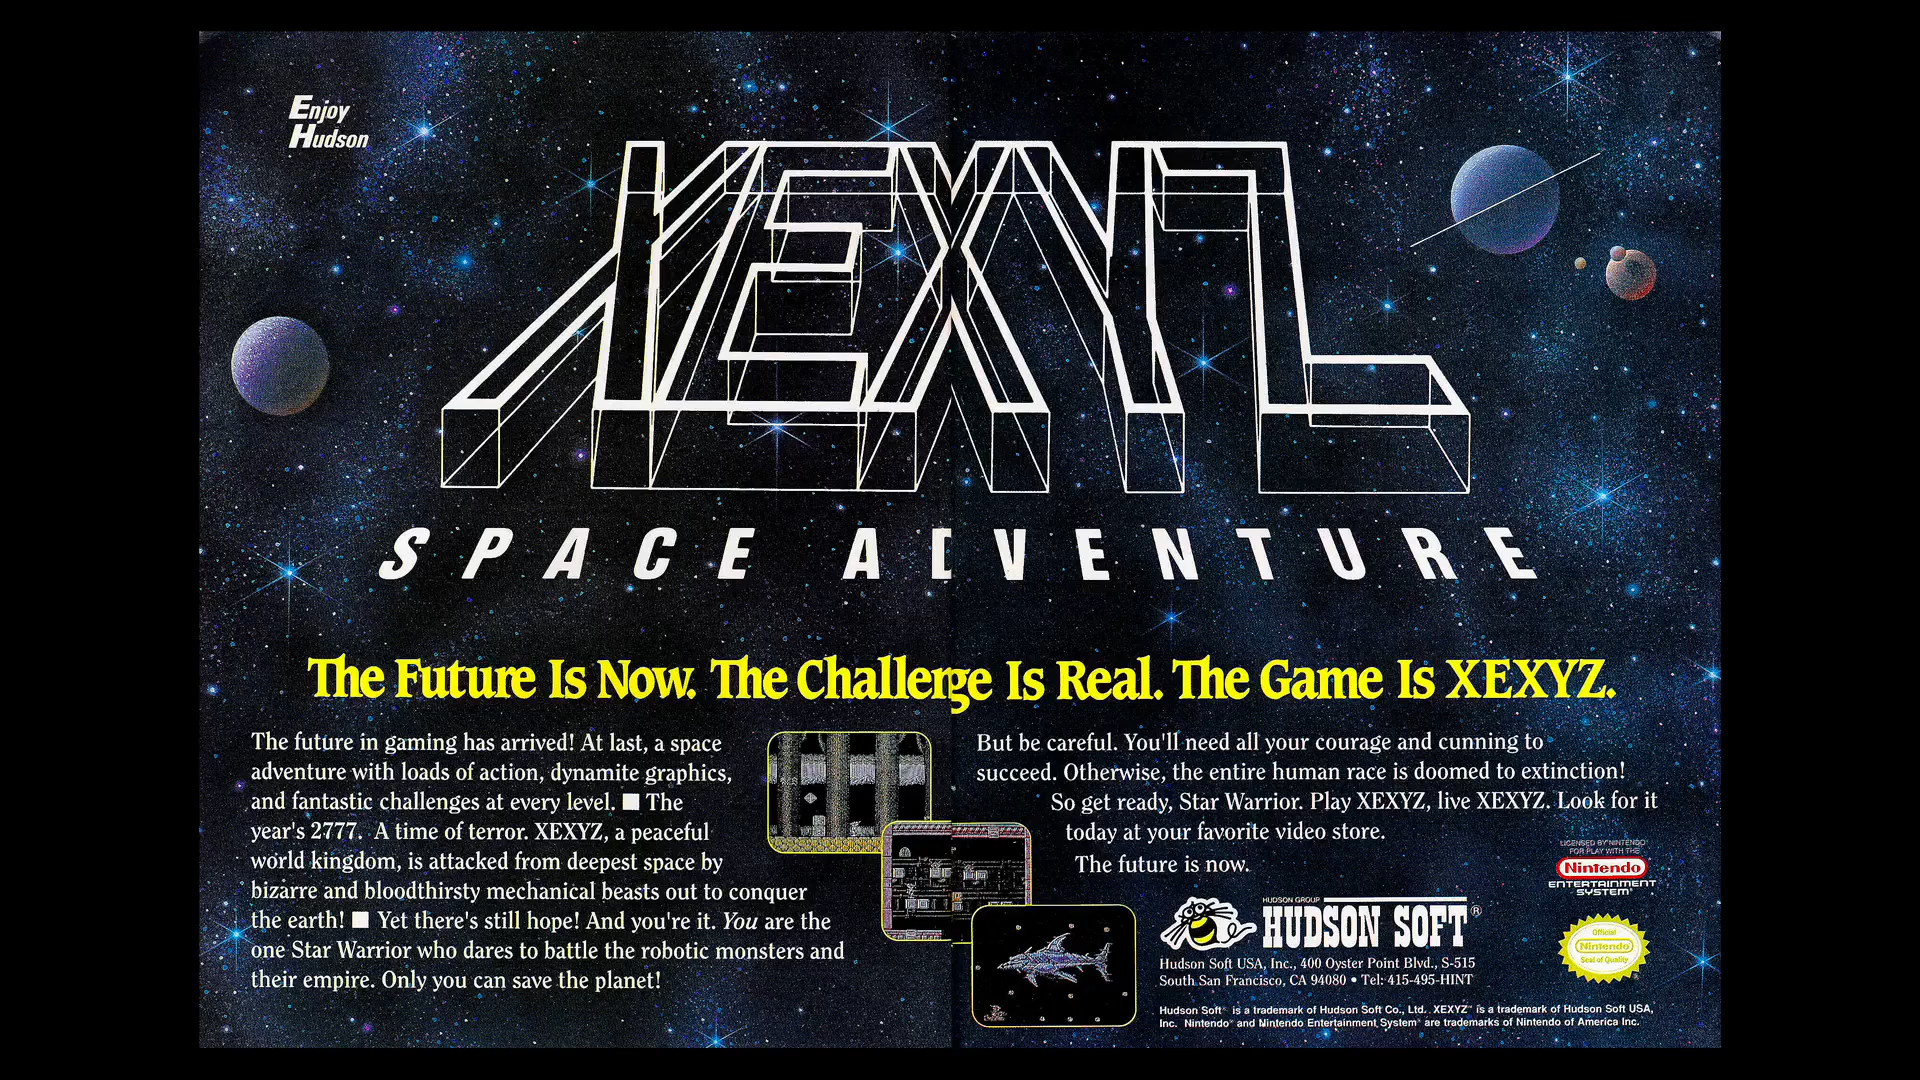 Enjoy
Hudson
XEXYZ
SPACE ADVENTURE
The Future Is Now. The Challenge Is Real. The Game Is XEXYZ.
The future in gaming has arrived! At last, a space
adventure with loads of action, dynamite graphics,
and fantastic challenges at every level. ■ The
year's 2777. A time of terror. XEXYZ, a peaceful
world kingdom, is attacked from deepest space by
bizarre and bloodthirsty mechanical beasts out to conquer
the earth! ■ Yet there's still hope! And you're it. You are the
one Star Warrior who dares to battle the robotic monsters and
their empire. Only you can save the planet!
But be careful. You'll need all your courage and cunning to
succeed. Otherwise, the entire human race is doomed to extinction!
So get ready, Star Warrior. Play XEXYZ, live XEXYZ. Look for it
today at your favorite video store.
The future is now.
LICENSED BY NINTENDO
FOR PLAY WITH THE
Nintendo
ENTERTAINMENT
SYSTEM
HUDSON GROUP
HUDSON SOFT®
Hudson Soft USA, Inc., 400 Oyster Point Blvd., S-515
South San Francisco, CA 94080 • Tel: 415-495-HINT
Official
Nintendo
Seal of Quality
Hudson Soft™ is a trademark of Hudson Soft Co., Ltd. XEXYZ™ is a trademark of Hudson Soft USA,
Inc. Nintendo® and Nintendo Entertainment System® are trademarks of Nintendo of America Inc.